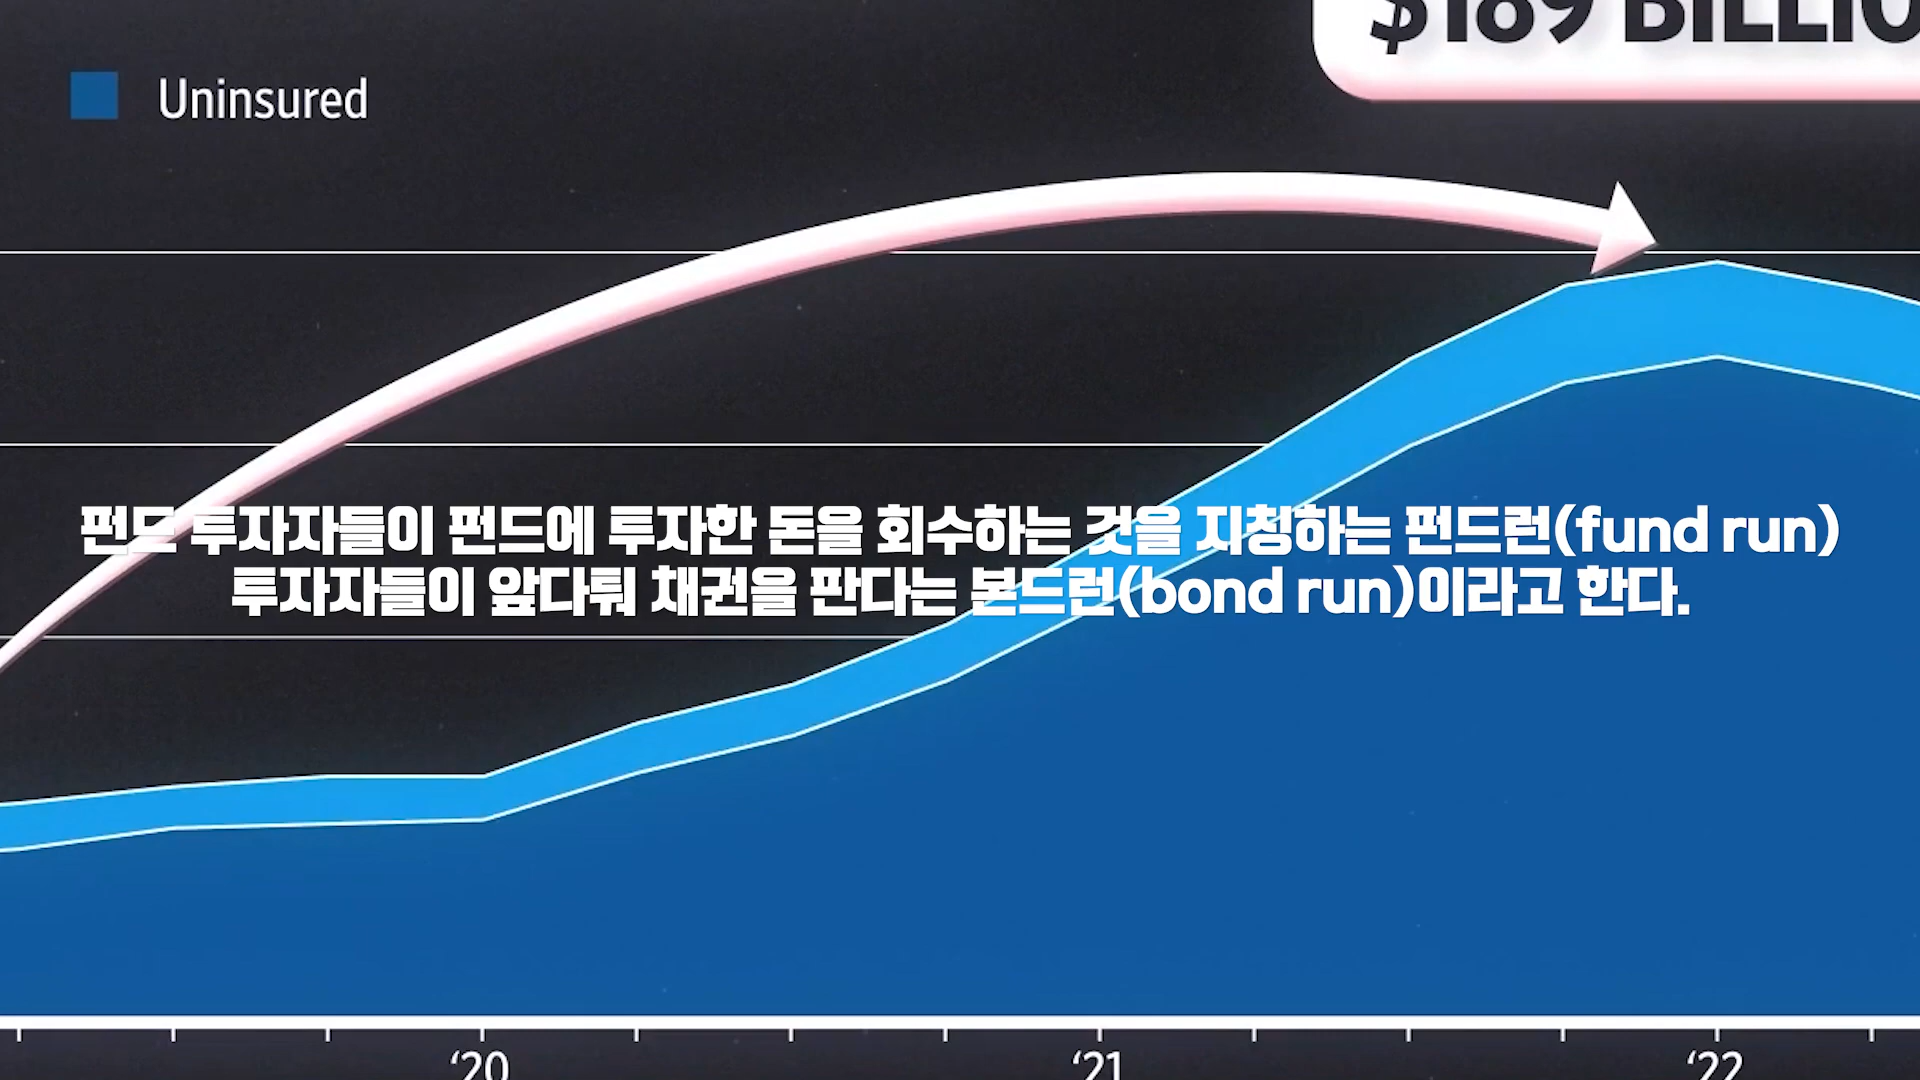 $189 BILLIO
Uninsured
펀드 투자자들이 펀드에 투자한 돈을 회수하는 것을 지칭하는 펀드런(fund run)
투자자들이 앞다퉈 채권을 판다는 본드런(bond run)이라고 한다.
‘20 ‘21 ‘22